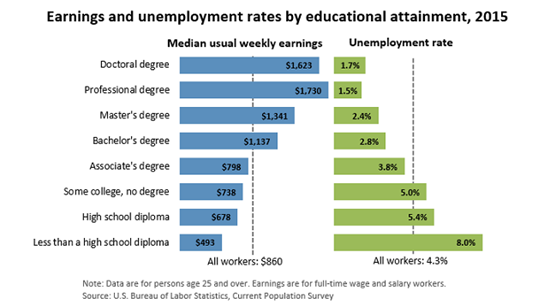 Earnings and unemployment rates by educational attainment, 2015
Median usual weekly earnings Unemployment rate
Doctoral degree $1,623 1.7%
Professional degree $1,730 1.5%
Master's degree $1,341 2.4%
Bachelor's degree $1,137 2.8%
Associate's degree $798 3.8%
Some college, no degree $738 5.0%
High school diploma $678 5.4%
Less than a high school diploma $493 8.0%
All workers: $860 All workers: 4.3%
Note: Data are for persons age 25 and over. Earnings are for full-time wage and salary workers.
Source: U.S. Bureau of Labor Statistics, Current Population Survey